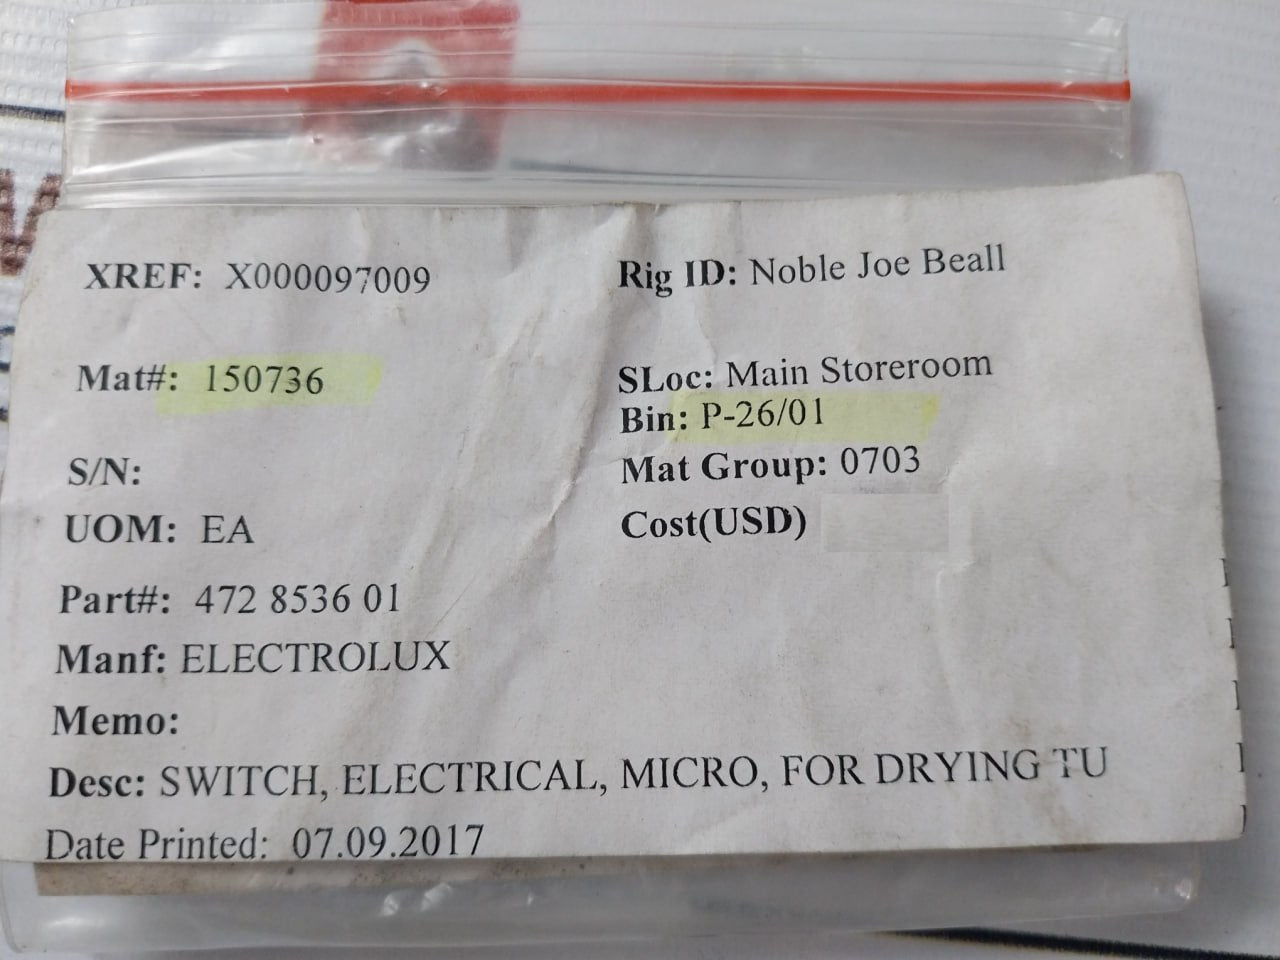 XREF: X000097009
Rig ID: Noble Joe Beall
Mat#: 150736
SLoc: Main Storeroom
Bin: P-26/01
S/N:
Mat Group: 0703
UOM: EA
Cost(USD)
Part#: 472 8536 01
Manf: ELECTROLUX
Memo:
Desc: SWITCH, ELECTRICAL, MICRO, FOR DRYING TU
Date Printed: 07.09.2017